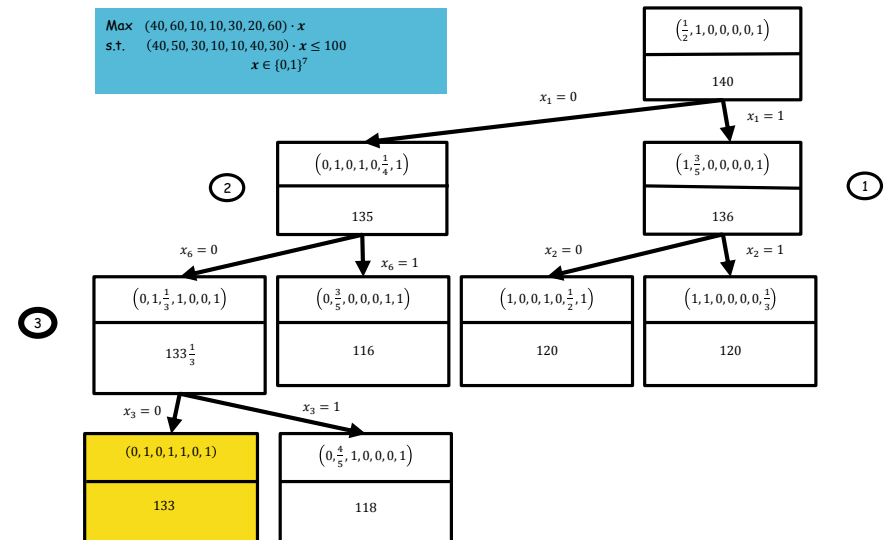 Max (40, 60, 10, 10, 30, 20, 60) · x
s.t. (40, 50, 30, 10, 10, 40, 30) · x ≤ 100
x ∈ {0,1}⁷
(½, 1, 0, 0, 0, 0, 1)
140
x₁ = 0
x₁ = 1
2
(0, 1, 0, 1, 0, ¼, 1)
135
(1, ⅗, 0, 0, 0, 0, 1)
136
1
x₆ = 0
x₆ = 1
x₂ = 0
x₂ = 1
3
(0, 1, ⅓, 1, 0, 0, 1)
133⅓
(0, ⅗, 0, 0, 0, 1, 1)
116
(1, 0, 0, 1, 0, ½, 1)
120
(1, 1, 0, 0, 0, 0, ⅓)
120
x₃ = 0
x₃ = 1
(0, 1, 0, 1, 1, 0, 1)
133
(0, ⅘, 1, 0, 0, 0, 1)
118